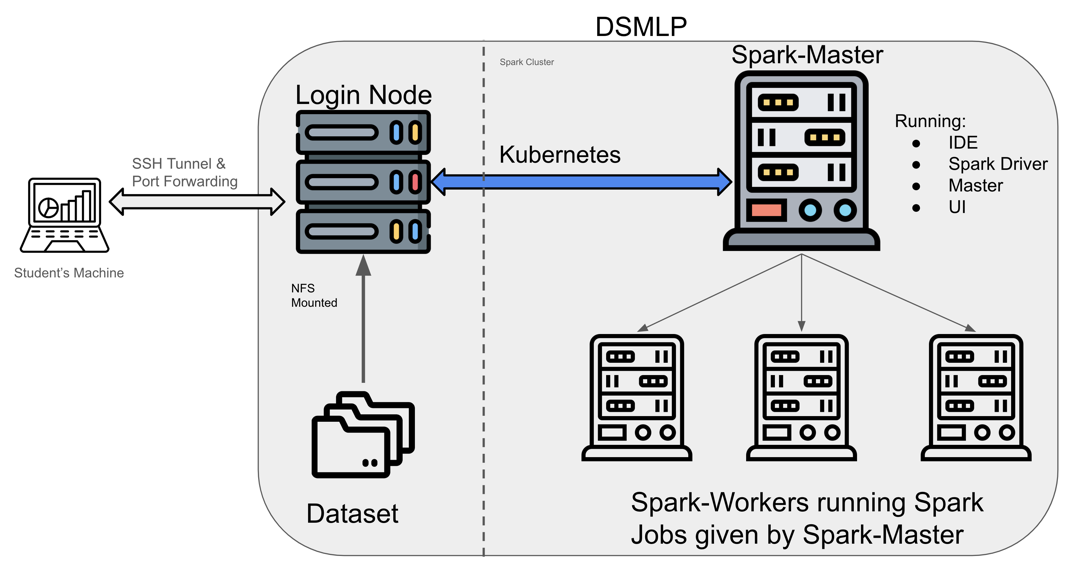 DSMLP
Spark Cluster
Spark-Master
Login Node
Running:
● IDE
● Spark Driver
● Master
● UI
Kubernetes
SSH Tunnel &
Port Forwarding
Student's Machine
NFS
Mounted
Dataset
Spark-Workers running Spark
Jobs given by Spark-Master